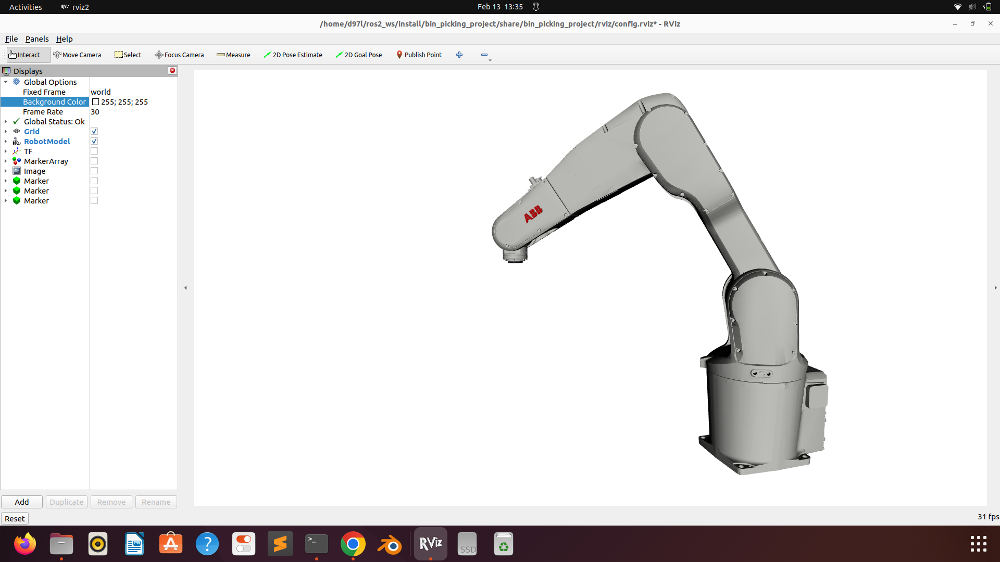 Activities RViz rviz2 Feb 13 13:35
/home/d97l/ros2_ws/install/bin_picking_project/share/bin_picking_project/rviz/config.rviz* - RViz
File Panels Help
Interact Move Camera Select Focus Camera Measure 2D Pose Estimate 2D Goal Pose Publish Point
Displays
Global Options
Fixed Frame world
Background Color 255; 255; 255
Frame Rate 30
Global Status: Ok
Grid
RobotModel
TF
MarkerArray
Image
Marker
Marker
Marker
ABB
Add Duplicate Remove Rename
Reset
31 fps
RViz SSD